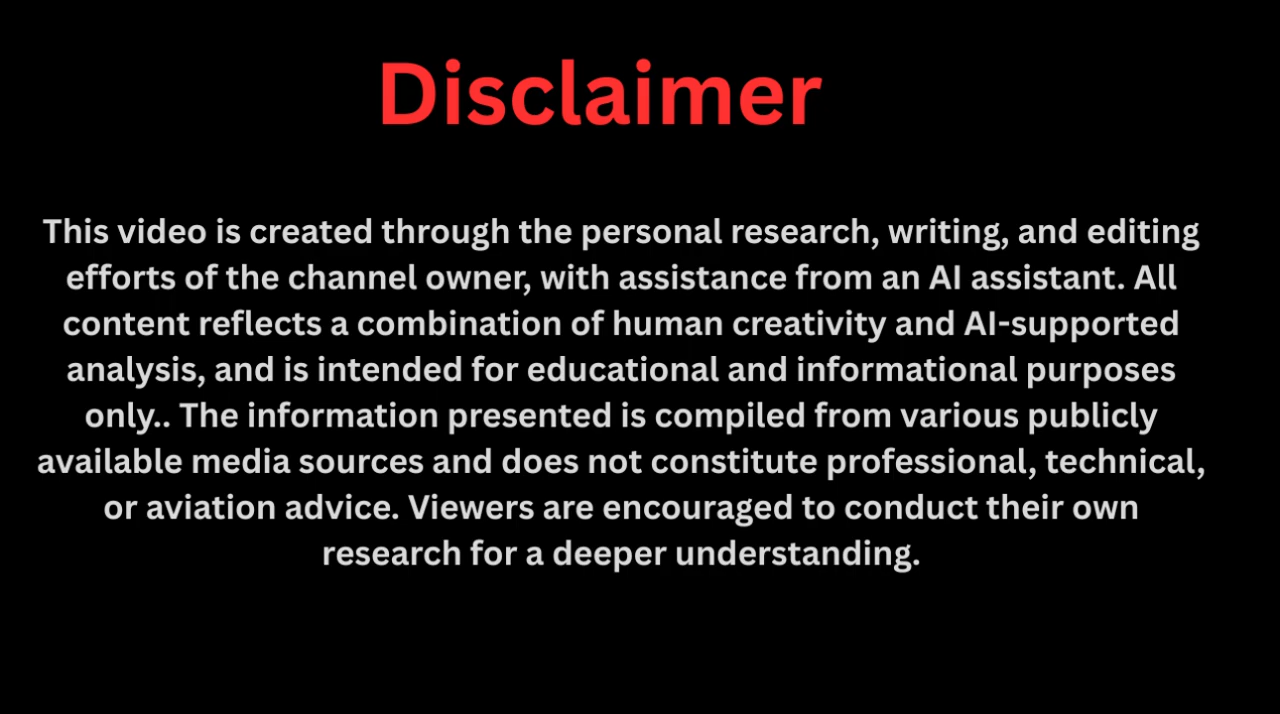 Disclaimer
This video is created through the personal research, writing, and editing
efforts of the channel owner, with assistance from an AI assistant. All
content reflects a combination of human creativity and AI-supported
analysis, and is intended for educational and informational purposes
only.. The information presented is compiled from various publicly
available media sources and does not constitute professional, technical,
or aviation advice. Viewers are encouraged to conduct their own
research for a deeper understanding.